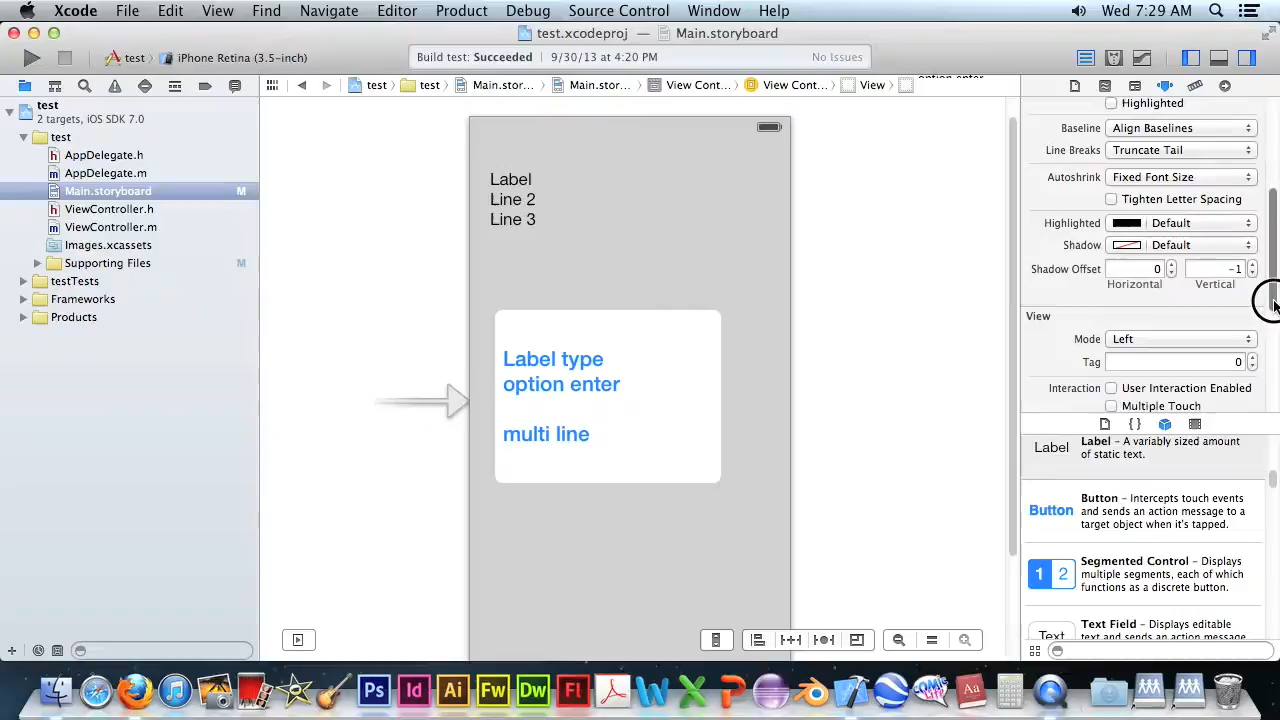 Xcode File Edit View Find Navigate Editor Product Debug Source Control Window Help Wed 7:29 AM
test.xcodeproj — Main.storyboard
test iPhone Retina (3.5-inch) Build test: Succeeded 9/30/13 at 4:20 PM No Issues
test test Main.stor... Main.stor... View Cont... View Cont... View
test
2 targets, iOS SDK 7.0
test
AppDelegate.h
AppDelegate.m
Main.storyboard M
ViewController.h
ViewController.m
Images.xcassets
Supporting Files M
testTests
Frameworks
Products
Label
Line 2
Line 3
Label type
option enter
multi line
Highlighted
Baseline Align Baselines
Line Breaks Truncate Tail
Autoshrink Fixed Font Size
Tighten Letter Spacing
Highlighted Default
Shadow Default
Shadow Offset 0 -1
Horizontal Vertical
View
Mode Left
Tag 0
Interaction User Interaction Enabled
Multiple Touch
Label Label – A variably sized amount
of static text.
Button Button – Intercepts touch events
and sends an action message to a
target object when it's tapped.
1 2 Segmented Control – Displays
multiple segments, each of which
functions as a discrete button.
Text Text Field – Displays editable
text and sends an action message
Ps Id Ai Fw Dw Fl W X P